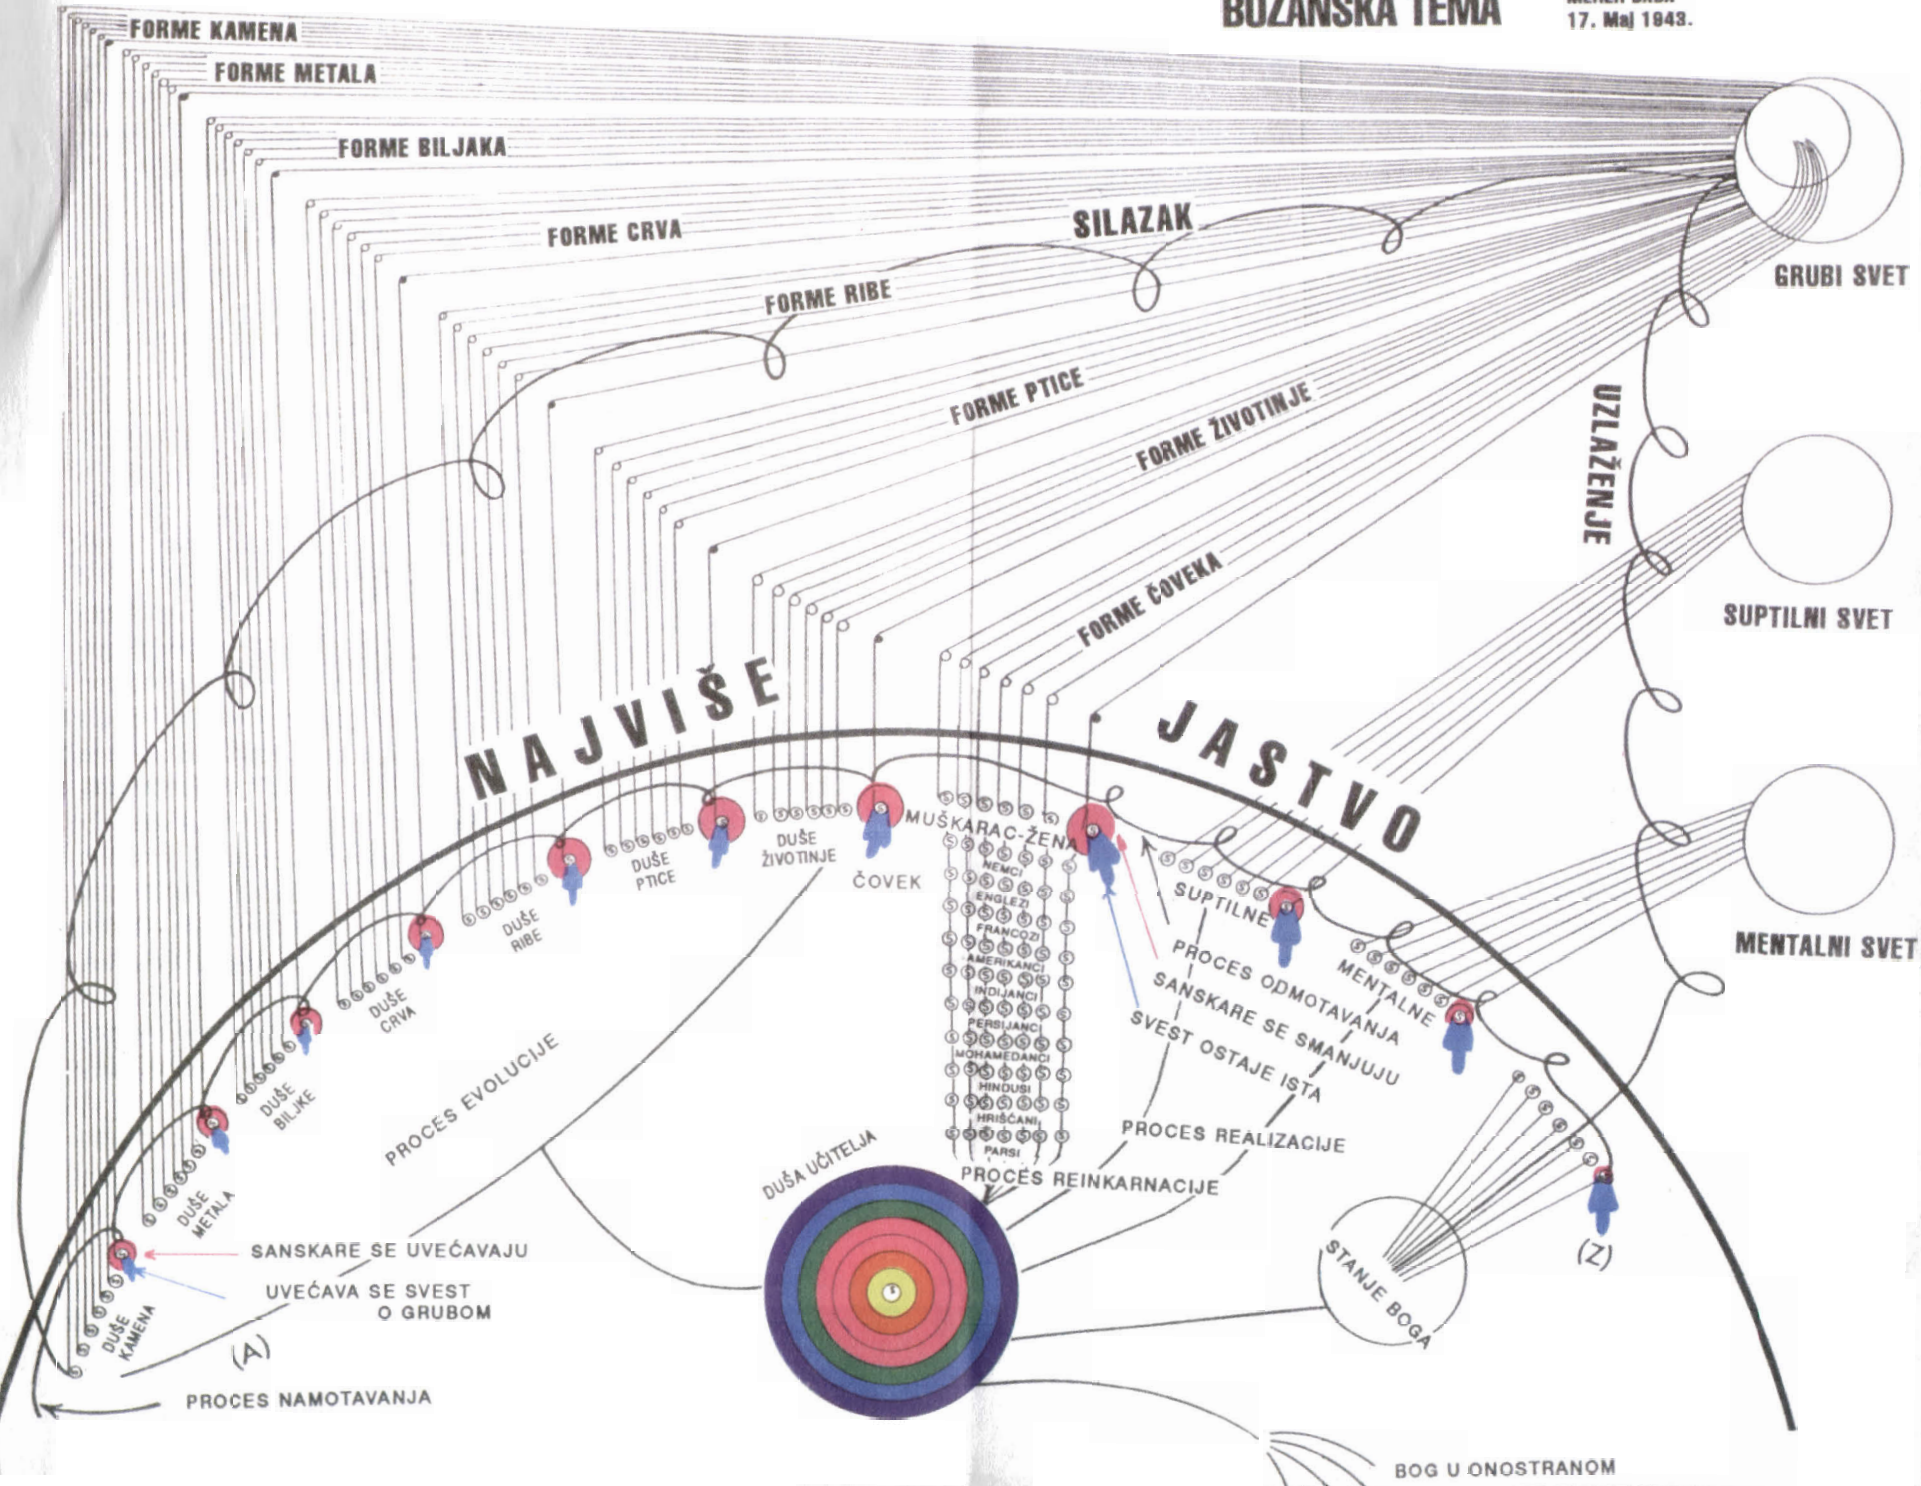 BOŽANSKA TEMA
17. Maj 1943.
FORME KAMENA
FORME METALA
FORME BILJAKA
FORME CRVA
SILAZAK
FORME RIBE
GRUBI SVET
FORME PTICE
FORME ŽIVOTINJE
UZLAŽENJE
FORME ČOVEKA
SUPTILNI SVET
NAJVIŠE
JASTVO
MENTALNI SVET
MUŠKARAC-ŽENA
DUŠE
ŽIVOTINJE
DUŠE
PTICE
ČOVEK
DUŠE
RIBE
DUŠE
CRVA
DUŠE
BILJKE
DUŠE
METALA
DUŠE
KAMENA
NEMCI
ENGLEZI
FRANCOZI
AMERIKANCI
INDIJANCI
PERSIJANCI
MOHAMEDANCI
HINDUSI
HRIŠĆANI
PARSI
SUPTILNE
MENTALNE
PROCES ODMOTAVANJA
SANSKARE SE SMANJUJU
SVEST OSTAJE ISTA
PROCES EVOLUCIJE
PROCES REALIZACIJE
PROCES REINKARNACIJE
DUŠA UČITELJA
SANSKARE SE UVEĆAVAJU
UVEĆAVA SE SVEST
O GRUBOM
(A)
(Z)
STANJE BOGA
PROCES NAMOTAVANJA
BOG U ONOSTRANOM